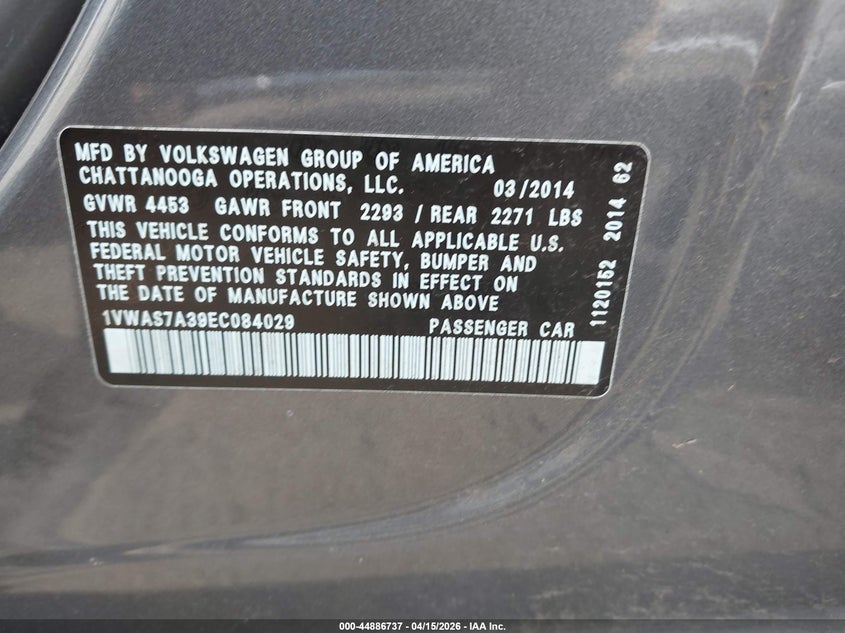 MFD BY VOLKSWAGEN GROUP OF AMERICA
CHATTANOOGA OPERATIONS, LLC. 03/2014
GVWR 4453 GAWR FRONT 2293 / REAR 2271 LBS
THIS VEHICLE CONFORMS TO ALL APPLICABLE U.S.
FEDERAL MOTOR VEHICLE SAFETY, BUMPER AND
THEFT PREVENTION STANDARDS IN EFFECT ON
THE DATE OF MANUFACTURE SHOWN ABOVE
1VWAS7A39EC084029 PASSENGER CAR
1120152 2014 62
000-44886737 - 04/15/2026 - IAA Inc.